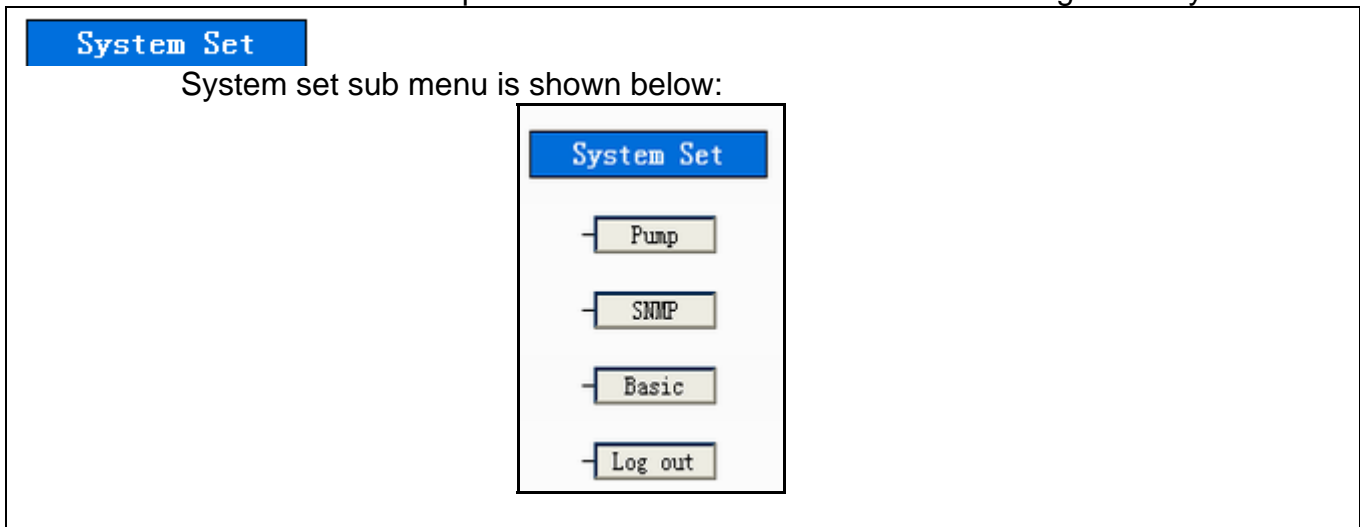 System Set
System set sub menu is shown below:
System Set
Pump
SNMP
Basic
Log out